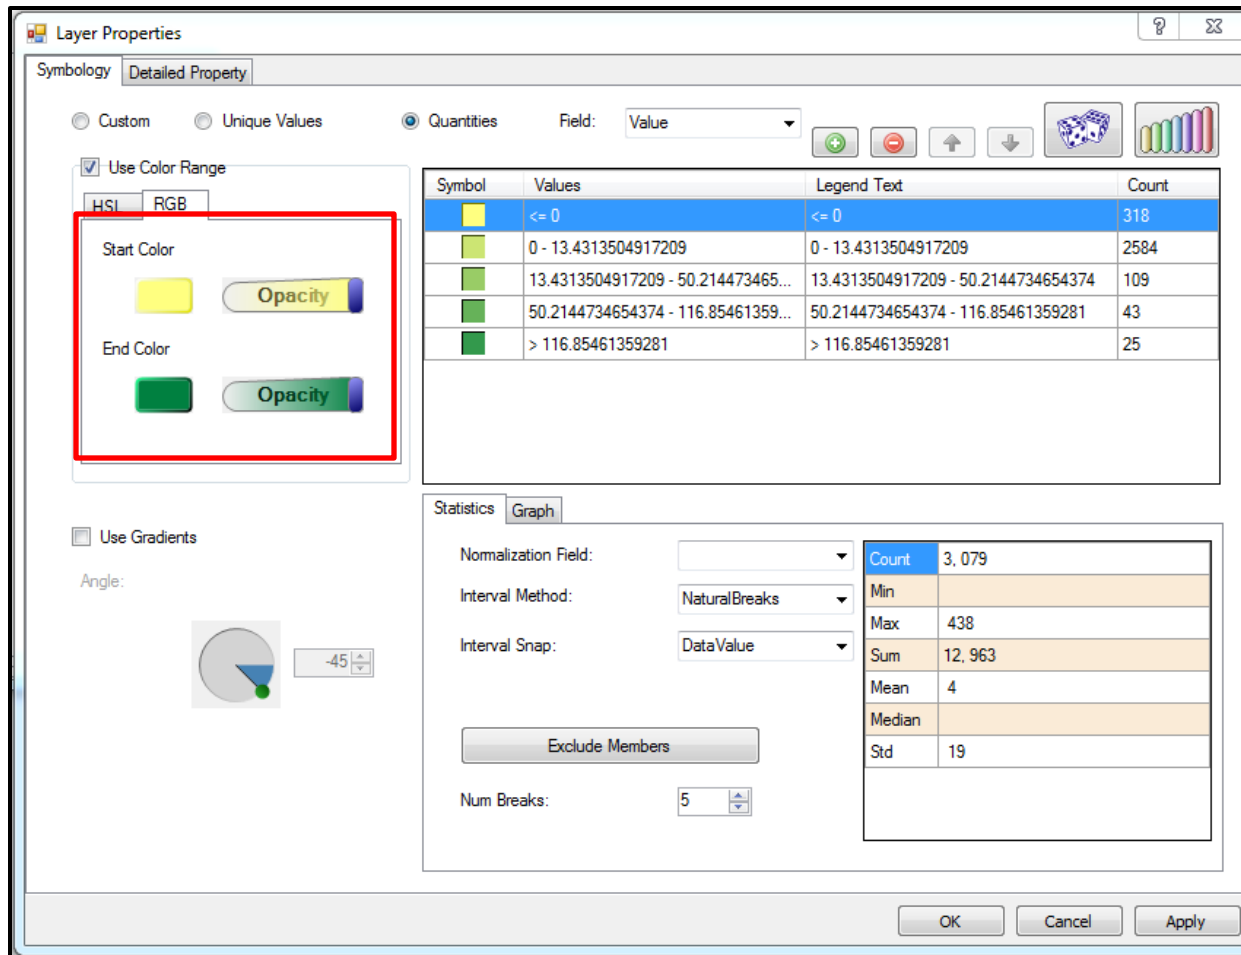 Layer Properties
Symbology Detailed Property
Custom Unique Values Quantities Field: Value
Use Color Range
HSL RGB
Start Color
Opacity
End Color
Opacity
Symbol Values Legend Text Count
<= 0 <= 0 318
0 - 13.4313504917209 0 - 13.4313504917209 2584
13.4313504917209 - 50.214473465... 13.4313504917209 - 50.2144734654374 109
50.2144734654374 - 116.85461359... 50.2144734654374 - 116.85461359281 43
> 116.85461359281 > 116.85461359281 25
Use Gradients
Angle:
-45
Statistics Graph
Normalization Field:
Interval Method: NaturalBreaks
Interval Snap: DataValue
Exclude Members
Num Breaks: 5
Count 3, 079
Min
Max 438
Sum 12, 963
Mean 4
Median
Std 19
OK Cancel Apply